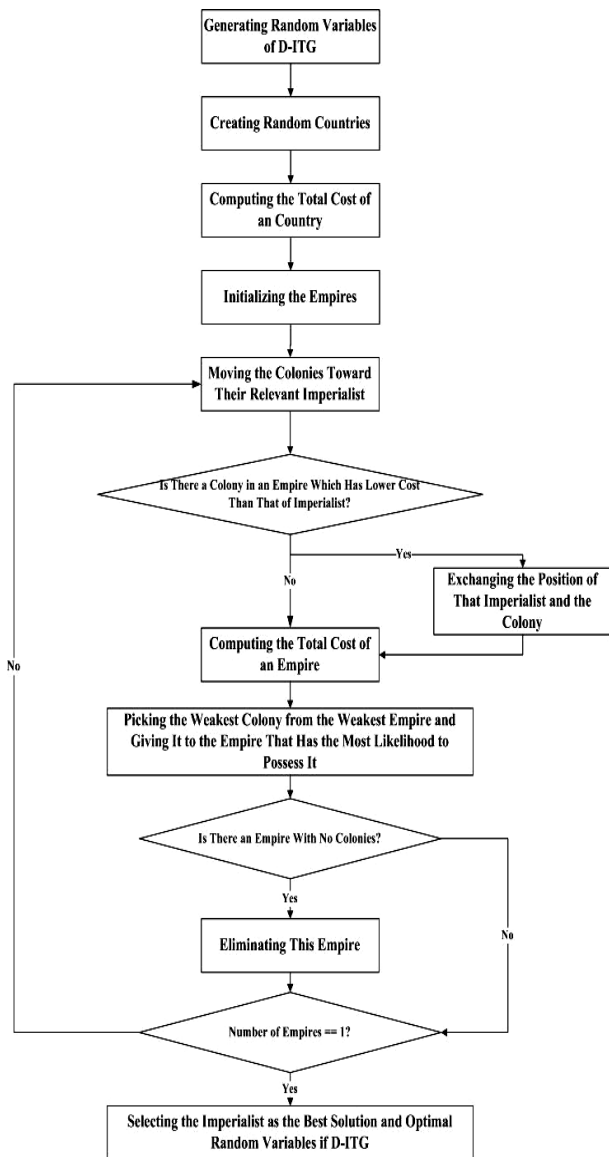 Generating Random Variables
of D-ITG
Creating Random Countries
Computing the Total Cost of
an Country
Initializing the Empires
Moving the Colonies Toward
Their Relevant Imperialist
Is There a Colony in an Empire Which Has Lower Cost
Than That of Imperialist?
Yes
No
Exchanging the Position of
That Imperialist and the
Colony
Computing the Total Cost of
an Empire
No
Picking the Weakest Colony from the Weakest Empire and
Giving It to the Empire That Has the Most Likelihood to
Possess It
Is There an Empire With No Colonies?
Yes
No
Eliminating This Empire
Number of Empires == 1?
Yes
Selecting the Imperialist as the Best Solution and Optimal
Random Variables if D-ITG